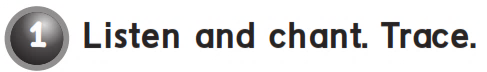 1 Listen and chant. Trace.